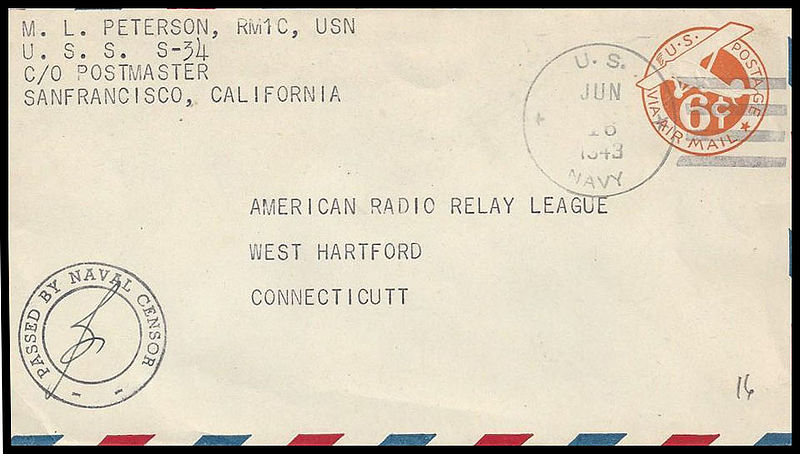 M. L. PETERSON, RM1C, USN
U. S. S. S-34
C/O POSTMASTER
SANFRANCISCO, CALIFORNIA
U. S.
JUN
16
1943
NAVY
U.S. POSTAGE
6¢
VIA AIR MAIL
AMERICAN RADIO RELAY LEAGUE
WEST HARTFORD
CONNECTICUTT
PASSED BY NAVAL CENSOR
16